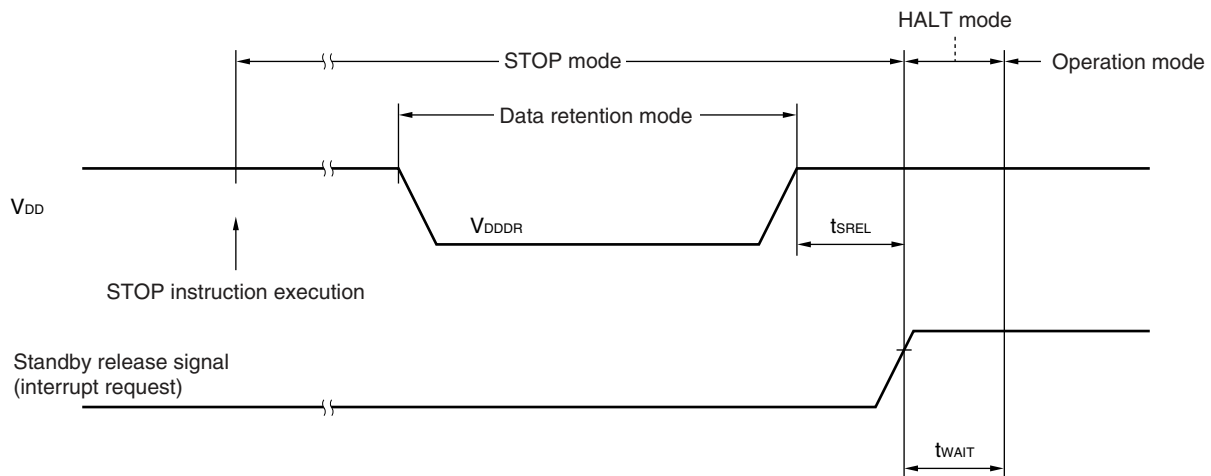 HALT mode
STOP mode
Operation mode
Data retention mode
VDD
VDDDR
tSREL
STOP instruction execution
Standby release signal
(interrupt request)
tWAIT